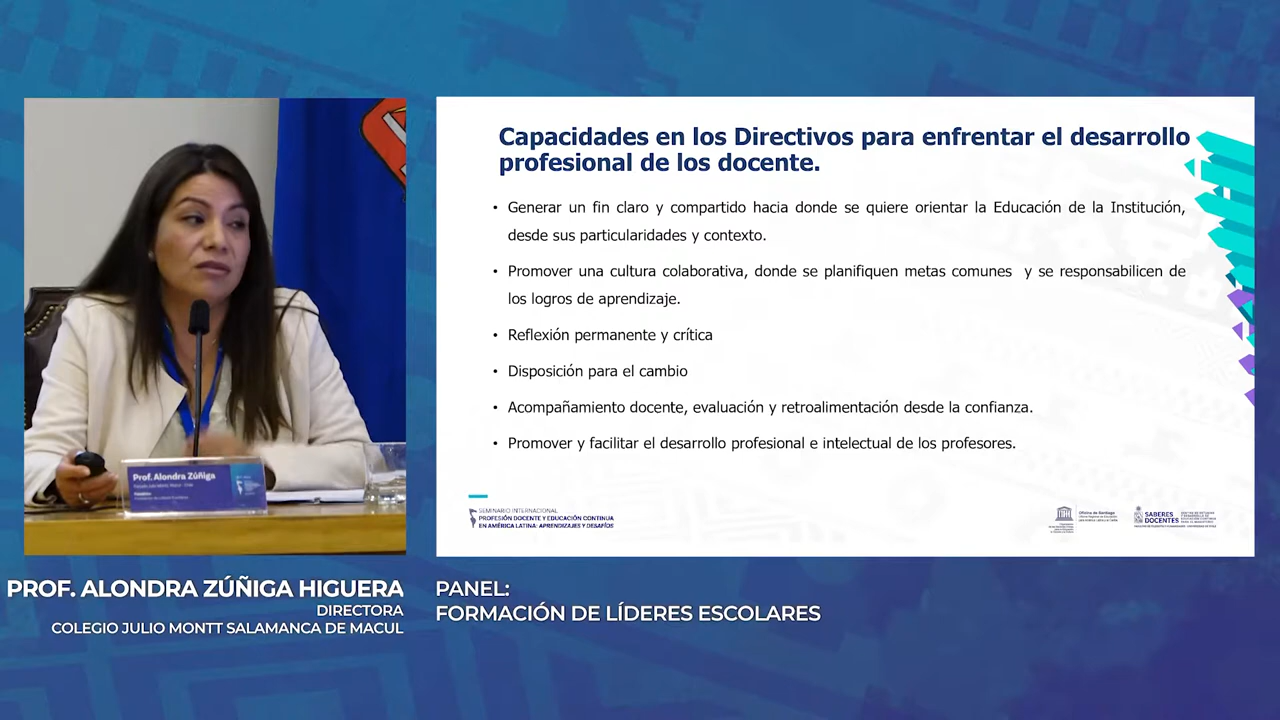 Capacidades en los Directivos para enfrentar el desarrollo
profesional de los docente.
• Generar un fin claro y compartido hacia donde se quiere orientar la Educación de la Institución,
desde sus particularidades y contexto.
• Promover una cultura colaborativa, donde se planifiquen metas comunes y se responsabilicen de
los logros de aprendizaje.
• Reflexión permanente y crítica
• Disposición para el cambio
• Acompañamiento docente, evaluación y retroalimentación desde la confianza.
• Promover y facilitar el desarrollo profesional e intelectual de los profesores.
SEMINARIO INTERNACIONAL
PROFESIÓN DOCENTE Y EDUCACIÓN CONTINUA
EN AMÉRICA LATINA: APRENDIZAJES Y DESAFÍOS
Oficina de Santiago
SABERES
DOCENTES
Prof. Alondra Zúñiga
PROF. ALONDRA ZÚÑIGA HIGUERA
DIRECTORA
COLEGIO JULIO MONTT SALAMANCA DE MACUL
PANEL:
FORMACIÓN DE LÍDERES ESCOLARES